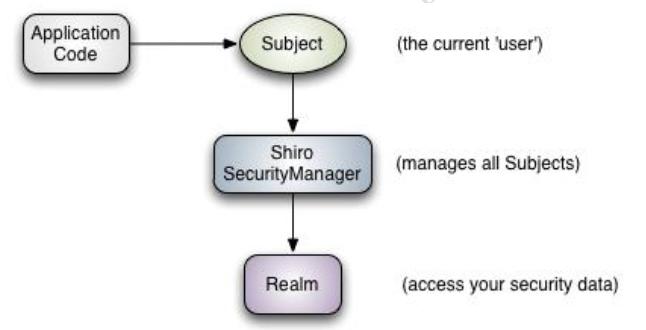 Application
Code
Subject
(the current 'user')
Shiro
SecurityManager
(manages all Subjects)
Realm
(access your security data)